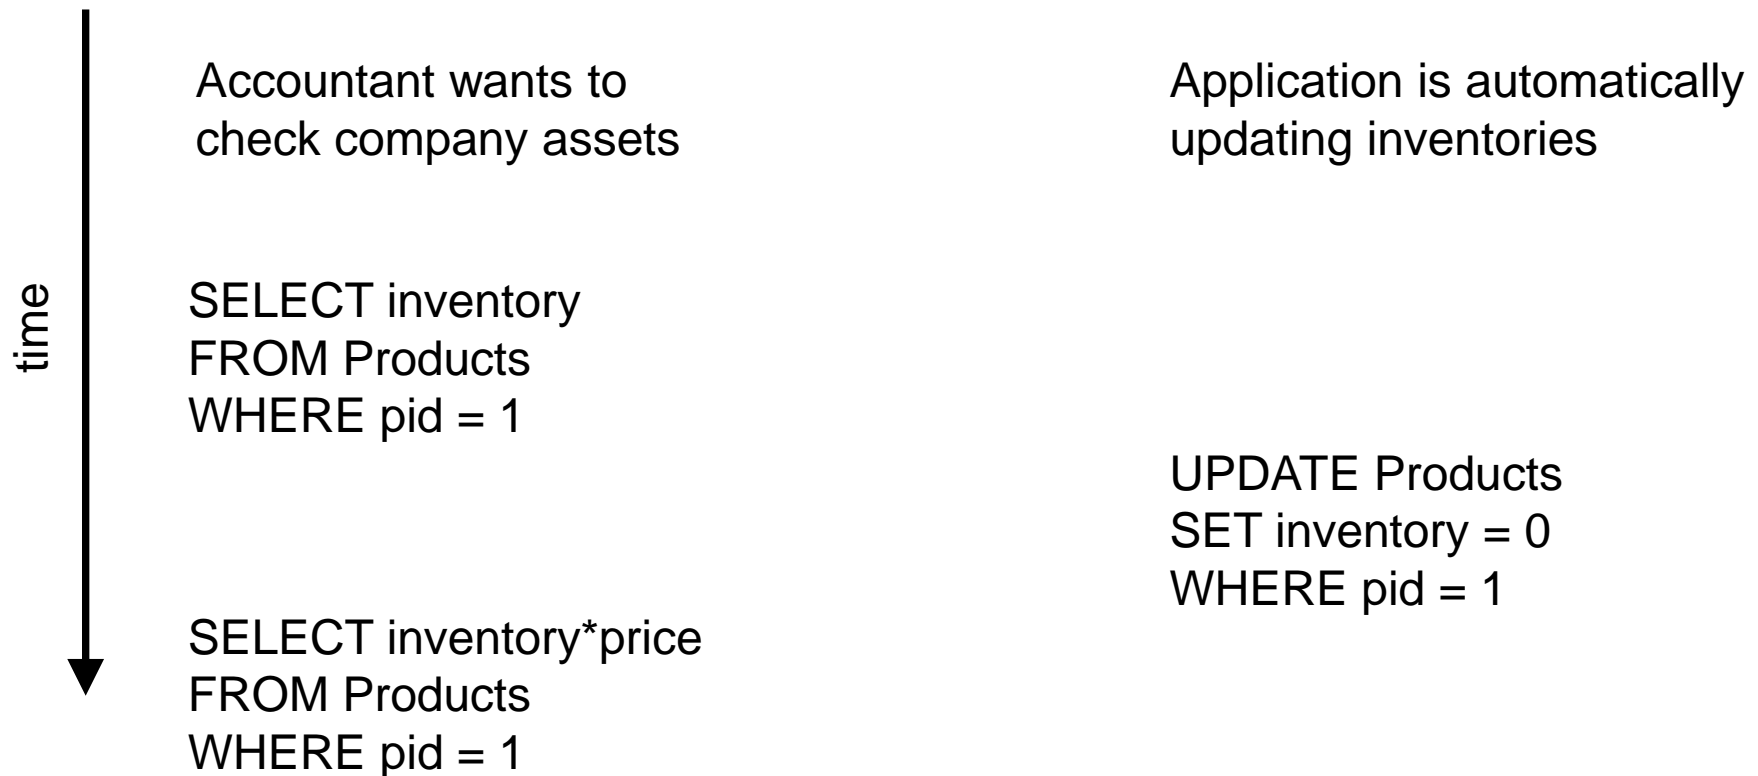 time
Accountant wants to
check company assets
Application is automatically
updating inventories
SELECT inventory
FROM Products
WHERE pid = 1
UPDATE Products
SET inventory = 0
WHERE pid = 1
SELECT inventory*price
FROM Products
WHERE pid = 1